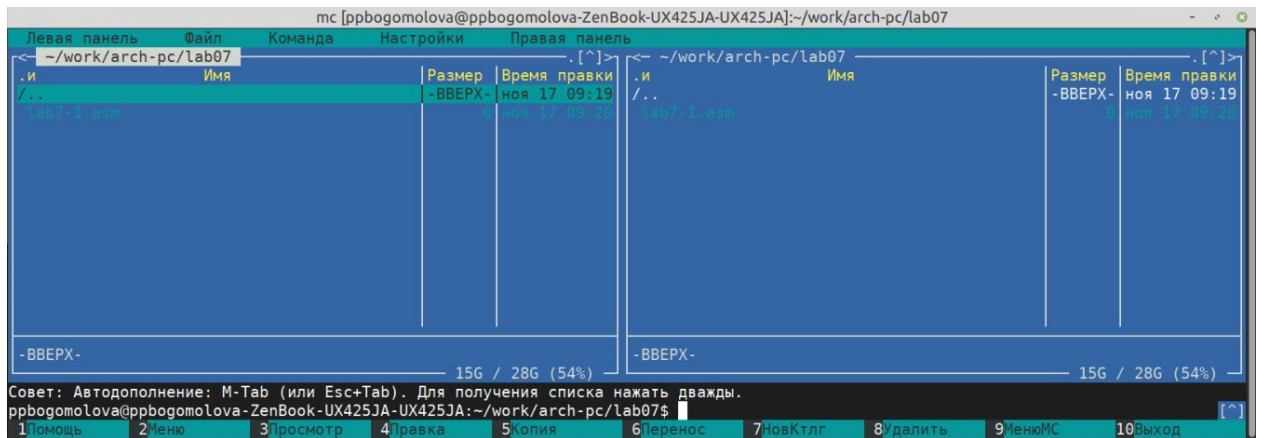 mc [ppbogomolova@ppbogomolova-ZenBook-UX425JA-UX425JA]:~/work/arch-pc/lab07
Левая панель Файл Команда Настройки Правая панель
<— ~/work/arch-pc/lab07 .[^]> <— ~/work/arch-pc/lab07 .[^]>
.и Имя Размер Время правки .и Имя Размер Время правки
/.. -ВВЕРХ- ноя 17 09:19 /.. -ВВЕРХ- ноя 17 09:19
lab7-1.asm 0 ноя 17 09:20 lab7-1.asm 0 ноя 17 09:20
-ВВЕРХ- -ВВЕРХ-
15G / 28G (54%) 15G / 28G (54%)
Совет: Автодополнение: M-Tab (или Esc+Tab). Для получения списка нажать дважды.
ppbogomolova@ppbogomolova-ZenBook-UX425JA-UX425JA:~/work/arch-pc/lab07$ [^]
1Помощь 2Меню 3Просмотр 4Правка 5Копия 6Перенос 7НовКтлг 8Удалить 9МенюМС 10Выход